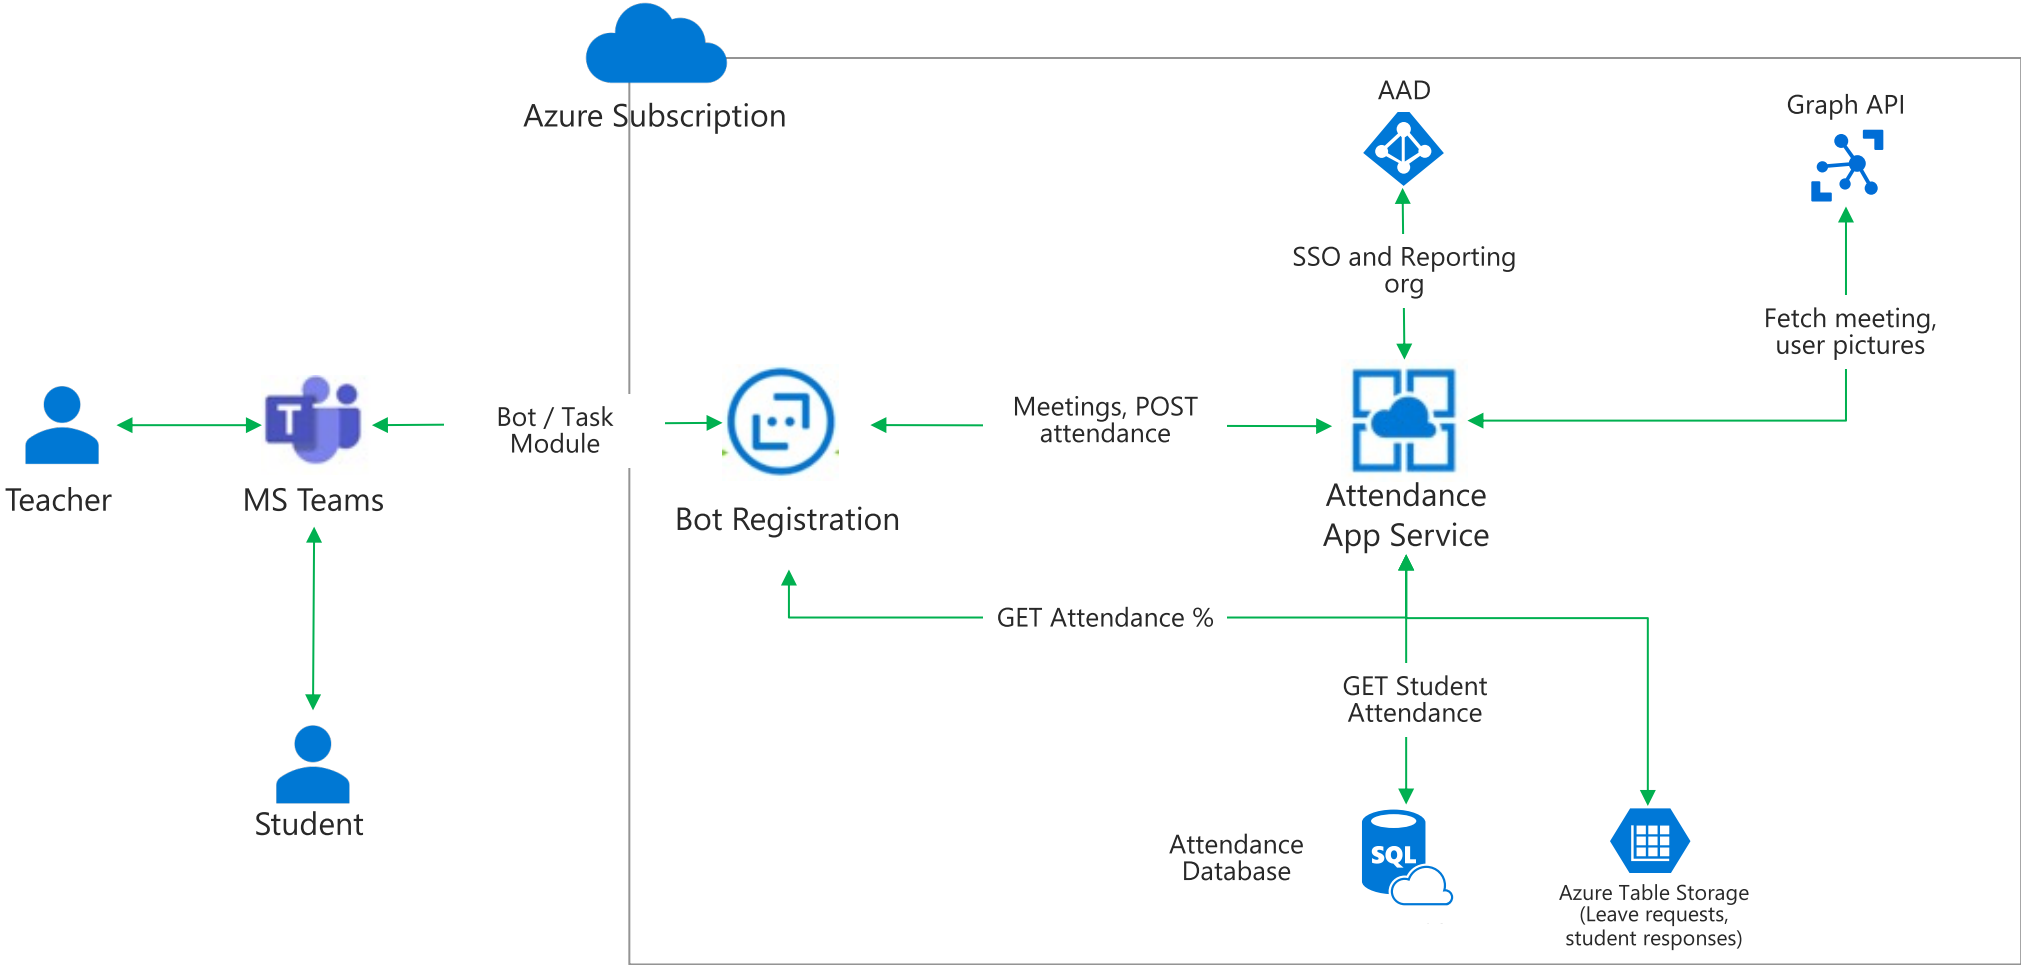 Azure Subscription
AAD
Graph API
SSO and Reporting
org
Fetch meeting,
user pictures
Bot / Task
Module
Meetings, POST
attendance
T
Teacher
MS Teams
Bot Registration
Attendance
App Service
GET Attendance %
GET Student
Attendance
Student
Attendance
Database
SQL
Azure Table Storage
(Leave requests,
student responses)